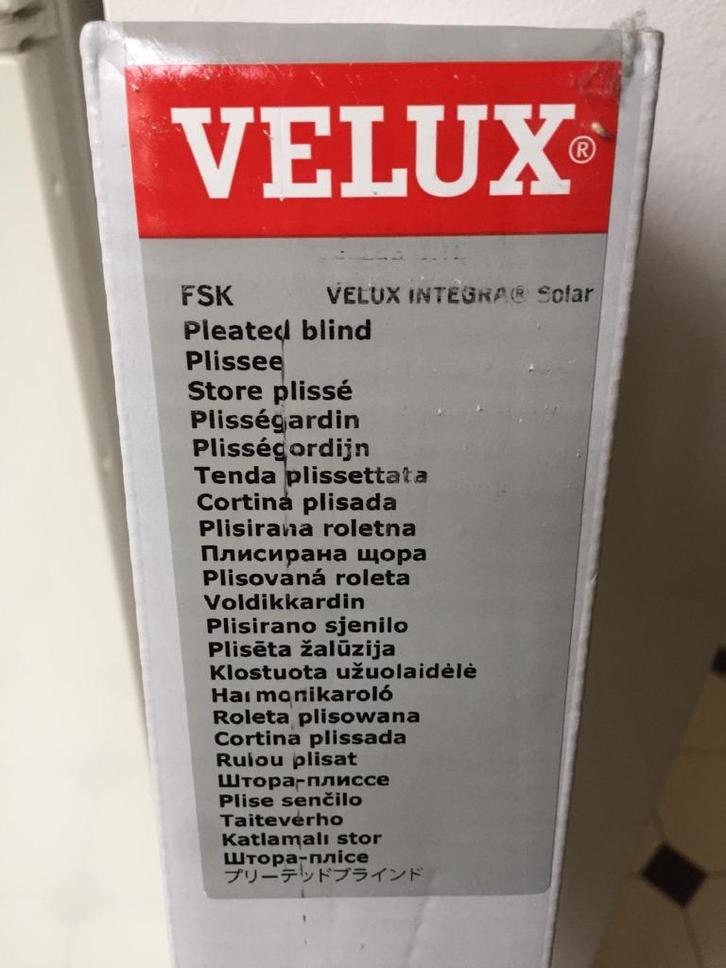 VELUX®
FSK VELUX INTEGRA® Solar
Pleated blind
Plissee
Store plissé
Plisségardin
Plisségordijn
Tenda plissettata
Cortina plisada
Plisirana roletna
Плисирана щора
Plisovaná roleta
Voldikkardin
Plisirano sjenilo
Plisēta žalūzija
Klostuota užuolaidėlė
Harmonikaroló
Roleta plisowana
Cortina plissada
Rulou plisat
Штора-плиссе
Plise senčilo
Taiteverho
Katlamalı stor
Штора-плісе
プリーテッドブラインド